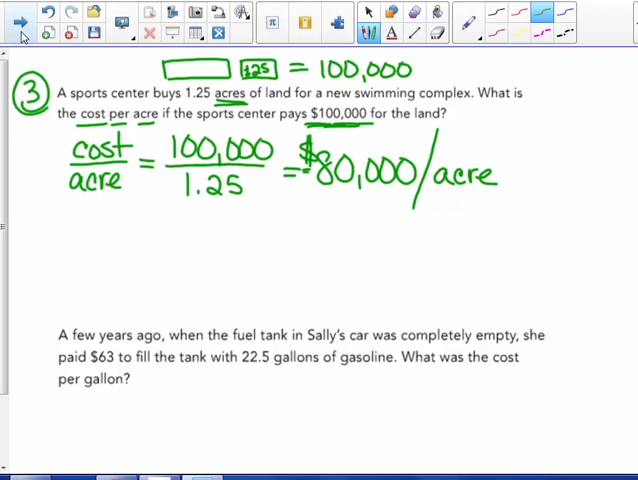 1.25 = 100,000
3 A sports center buys 1.25 acres of land for a new swimming complex. What is
the cost per acre if the sports center pays $100,000 for the land?
cost/acre = 100,000/1.25 = $80,000/acre
A few years ago, when the fuel tank in Sally's car was completely empty, she
paid $63 to fill the tank with 22.5 gallons of gasoline. What was the cost
per gallon?